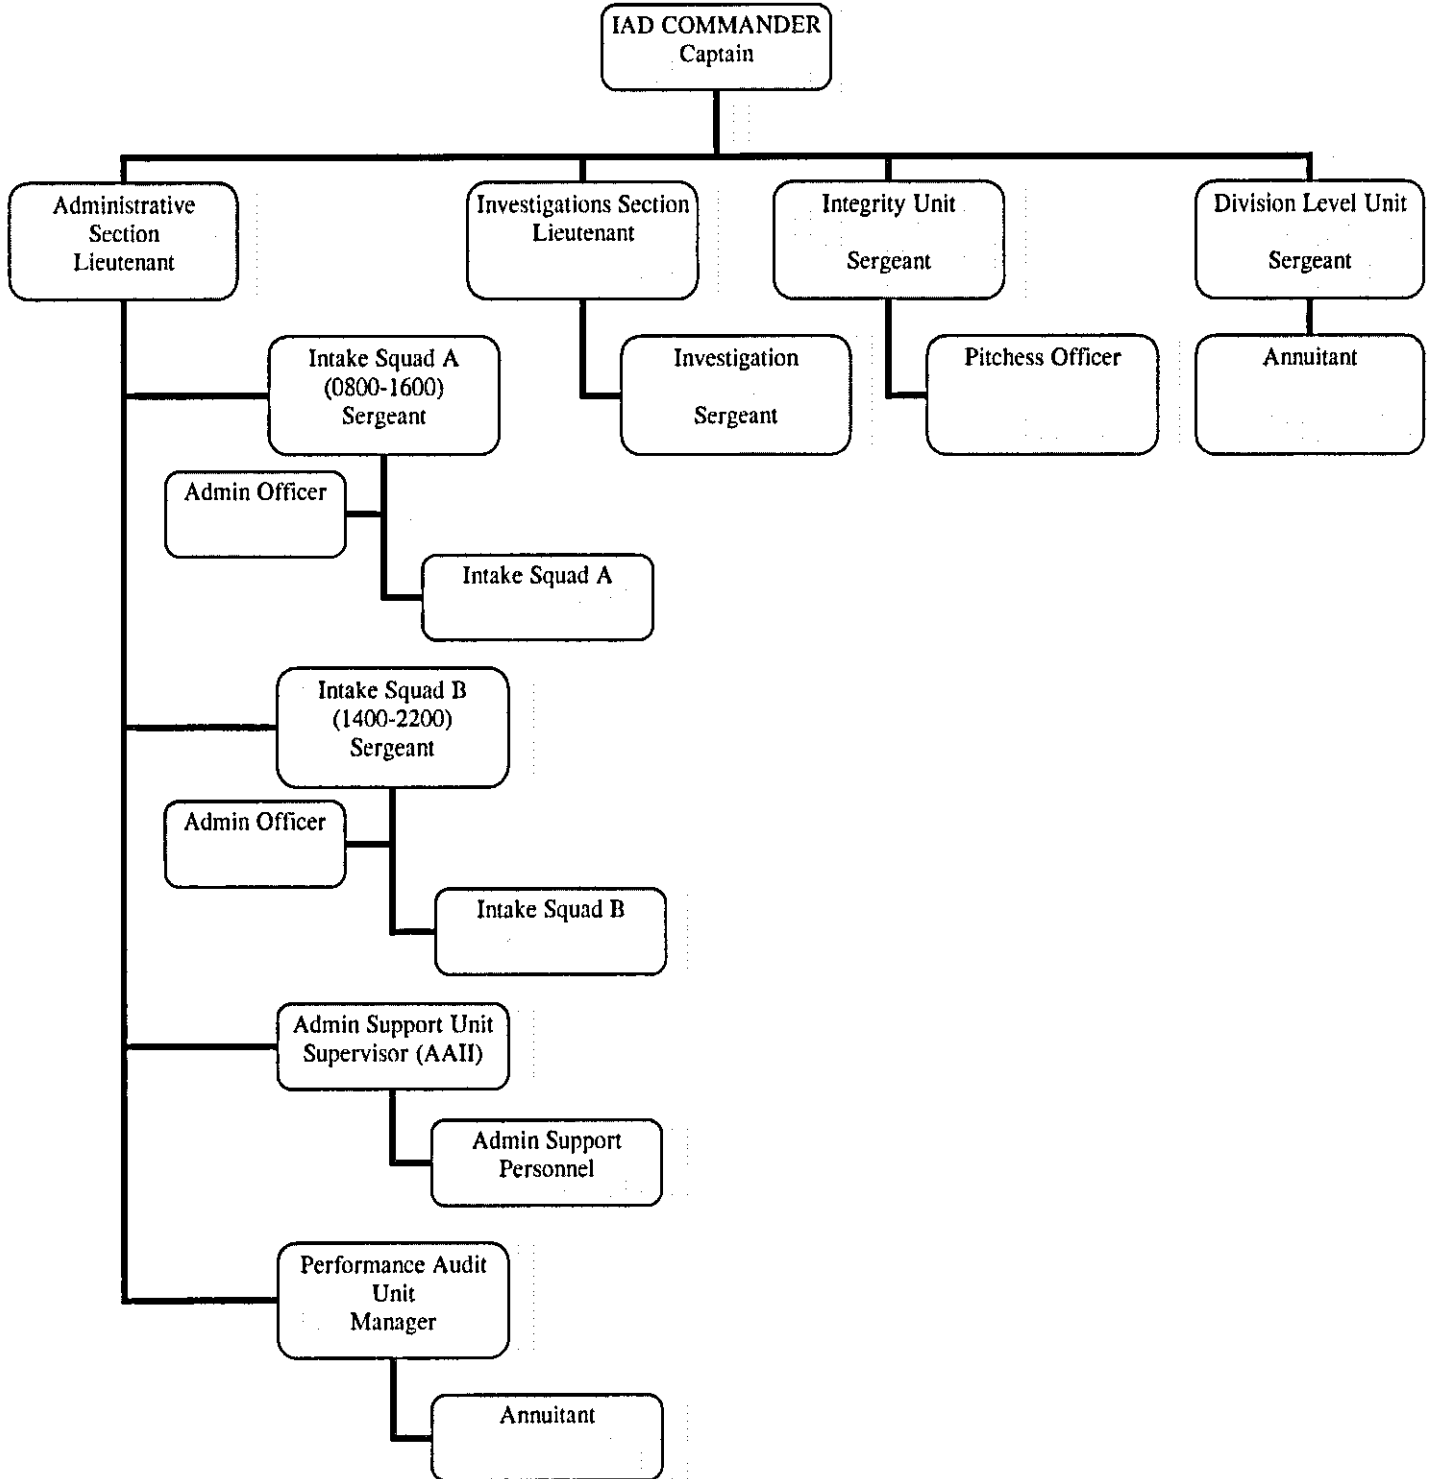 IAD COMMANDER
Captain
Administrative
Section
Lieutenant
Investigations Section
Lieutenant
Integrity Unit
Sergeant
Division Level Unit
Sergeant
Intake Squad A
(0800-1600)
Sergeant
Investigation
Sergeant
Pitchess Officer
Annuitant
Admin Officer
Intake Squad A
Intake Squad B
(1400-2200)
Sergeant
Admin Officer
Intake Squad B
Admin Support Unit
Supervisor (AAII)
Admin Support
Personnel
Performance Audit
Unit
Manager
Annuitant